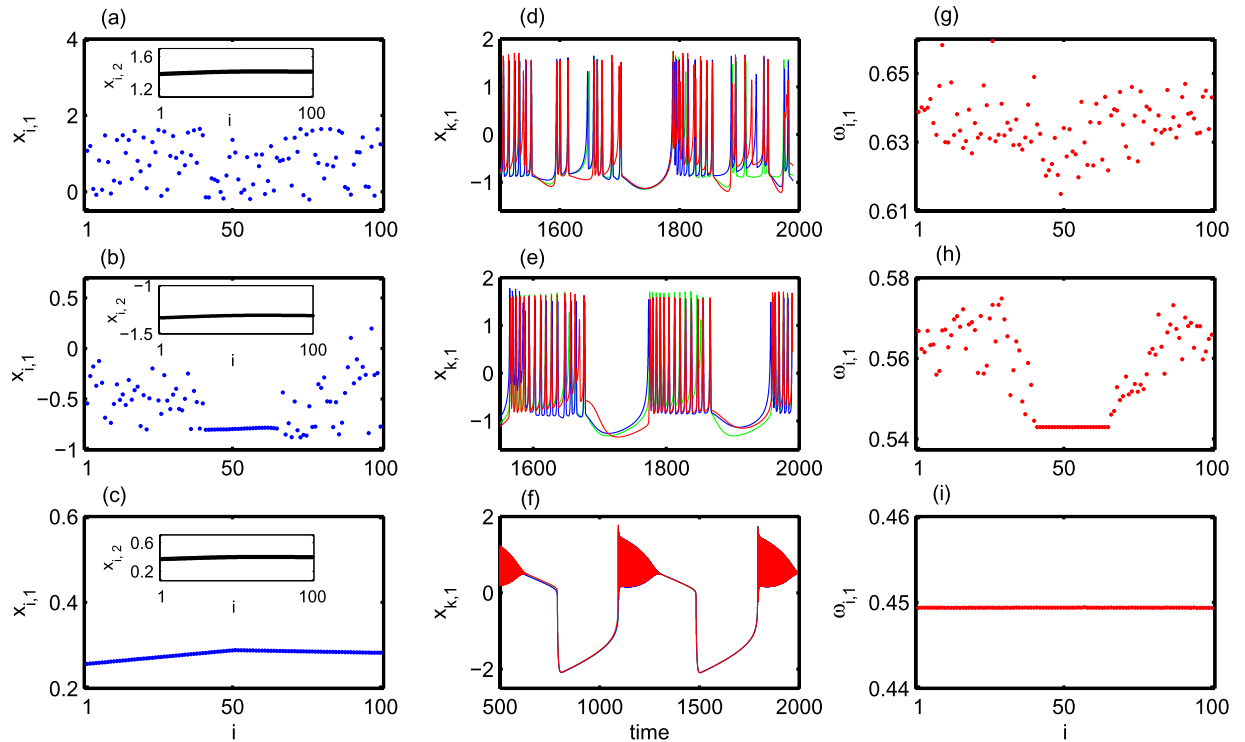 (a)
4
2
0
x_{i,1}
1.6
1.2
x_{i, 2}
1
i
100
1
50
100
(d)
2
1
0
−1
x_{k,1}
1600
1800
2000
(g)
0.65
0.63
0.61
ω_{i,1}
1
50
100
(b)
0.5
0
−0.5
−1
x_{i,1}
−1
−1.5
x_{i, 2}
1
i
100
1
50
100
(e)
2
1
0
−1
x_{k,1}
1600
1800
2000
(h)
0.58
0.56
0.54
ω_{i,1}
1
50
100
(c)
0.6
0.4
0.2
x_{i,1}
0.6
0.2
x_{i, 2}
1
i
100
1
50
100
i
(f)
2
0
−2
x_{k,1}
500
1000
1500
2000
time
(i)
0.46
0.45
0.44
ω_{i,1}
1
50
100
i